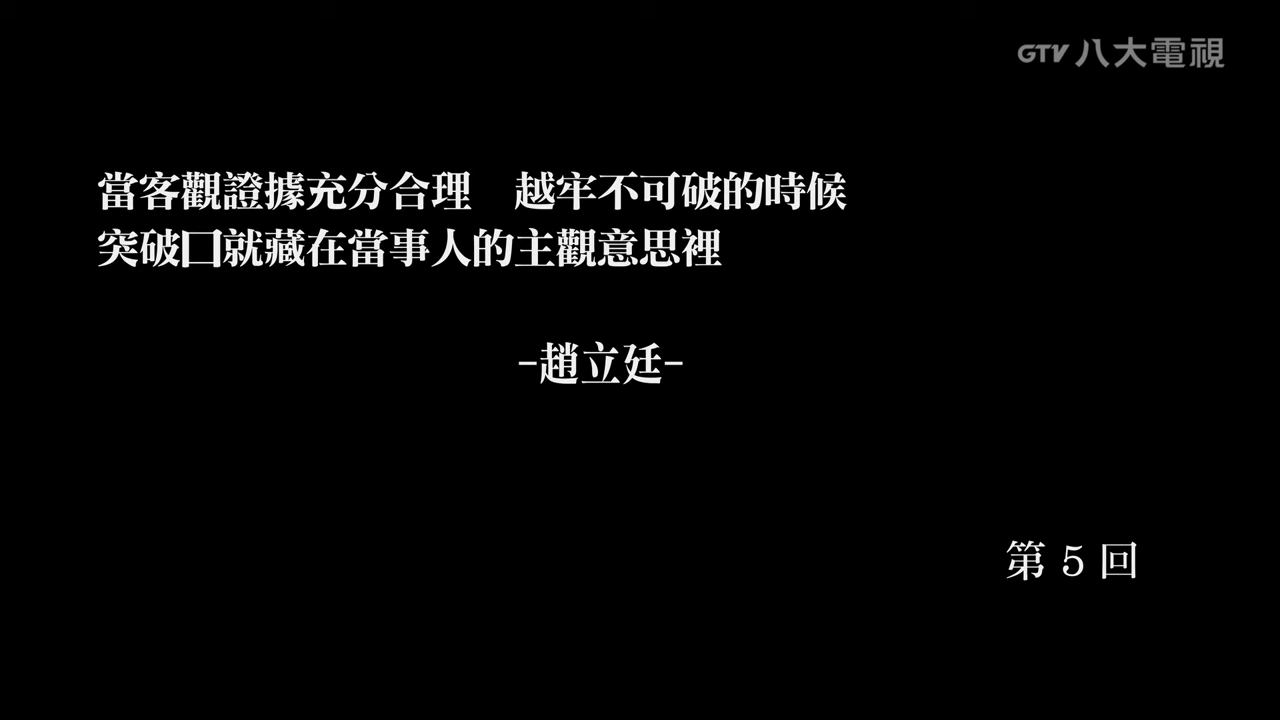 GTV 八大電視
當客觀證據充分合理　越牢不可破的時候
突破口就藏在當事人的主觀意思裡
-趙立廷-
第 5 回